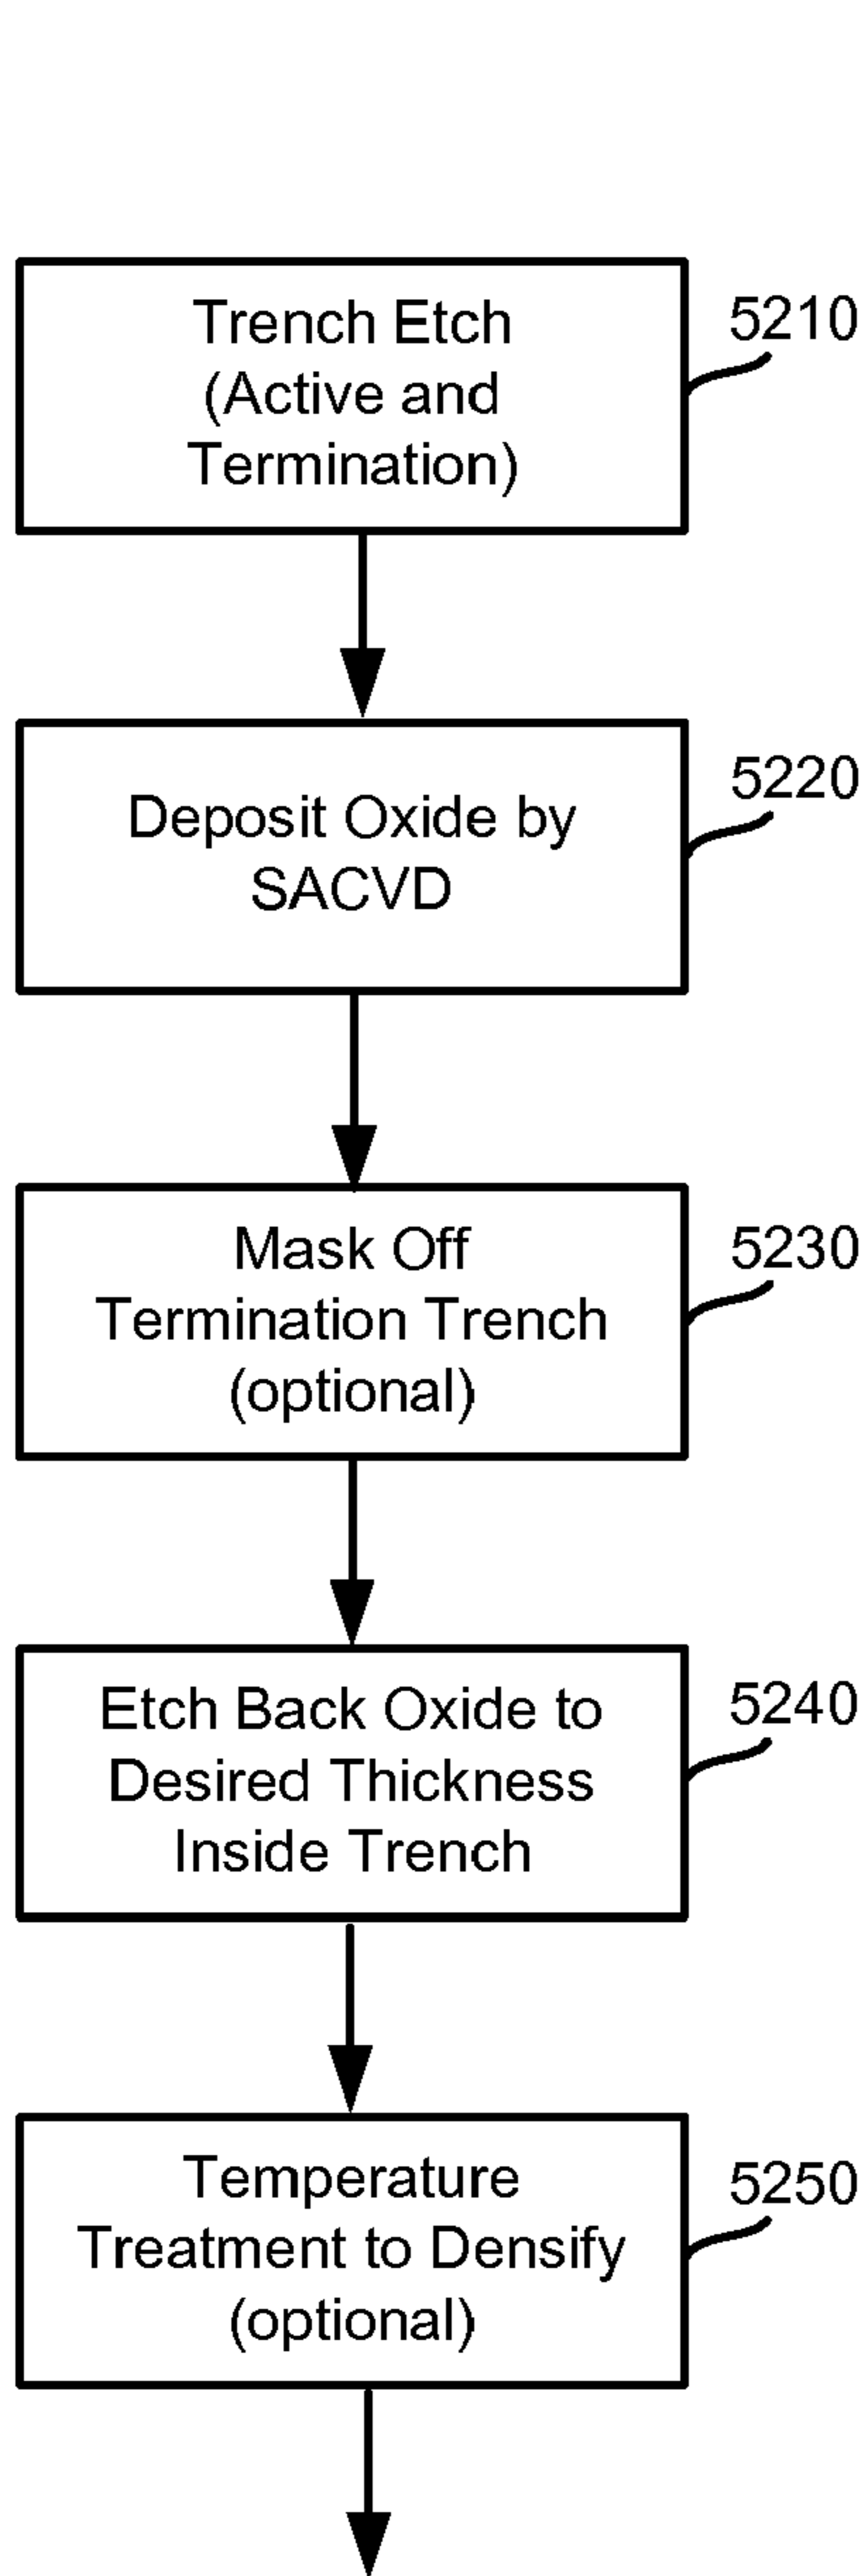 Trench Etch
(Active and
Termination)
5210
Deposit Oxide by
SACVD
5220
Mask Off
Termination Trench
(optional)
5230
Etch Back Oxide to
Desired Thickness
Inside Trench
5240
Temperature
Treatment to Densify
(optional)
5250